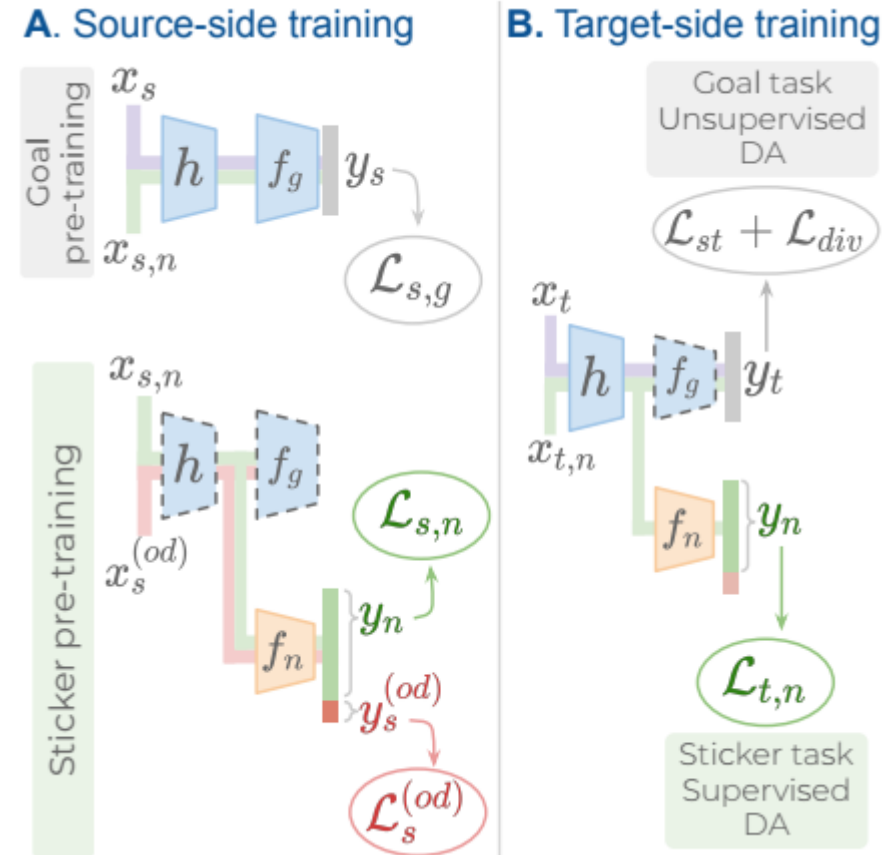 A. Source-side training
Goal
pre-training
x_s
h
f_g
y_s
x_{s,n}
ℒ_{s,g}
Sticker pre-training
x_{s,n}
h
f_g
x_s^{(od)}
ℒ_{s,n}
f_n
y_n
y_s^{(od)}
ℒ_s^{(od)}
B. Target-side training
Goal task
Unsupervised
DA
ℒ_{st} + ℒ_{div}
x_t
h
f_g
y_t
x_{t,n}
f_n
y_n
ℒ_{t,n}
Sticker task
Supervised
DA